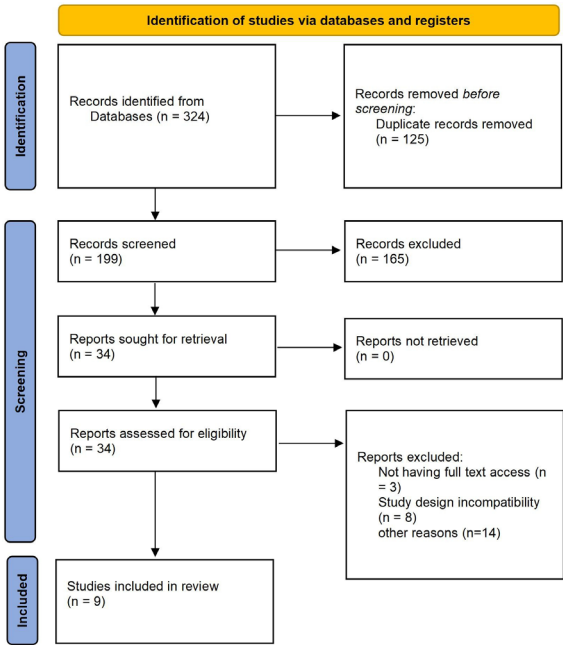 Identification of studies via databases and registers
Identification
Records identified from
Databases (n = 324)
Records removed before
screening:
Duplicate records removed
(n = 125)
Screening
Records screened
(n = 199)
Records excluded
(n = 165)
Reports sought for retrieval
(n = 34)
Reports not retrieved
(n = 0)
Reports assessed for eligibility
(n = 34)
Reports excluded:
Not having full text access (n
= 3)
Study design incompatibility
(n = 8)
other reasons (n=14)
Included
Studies included in review
(n = 9)